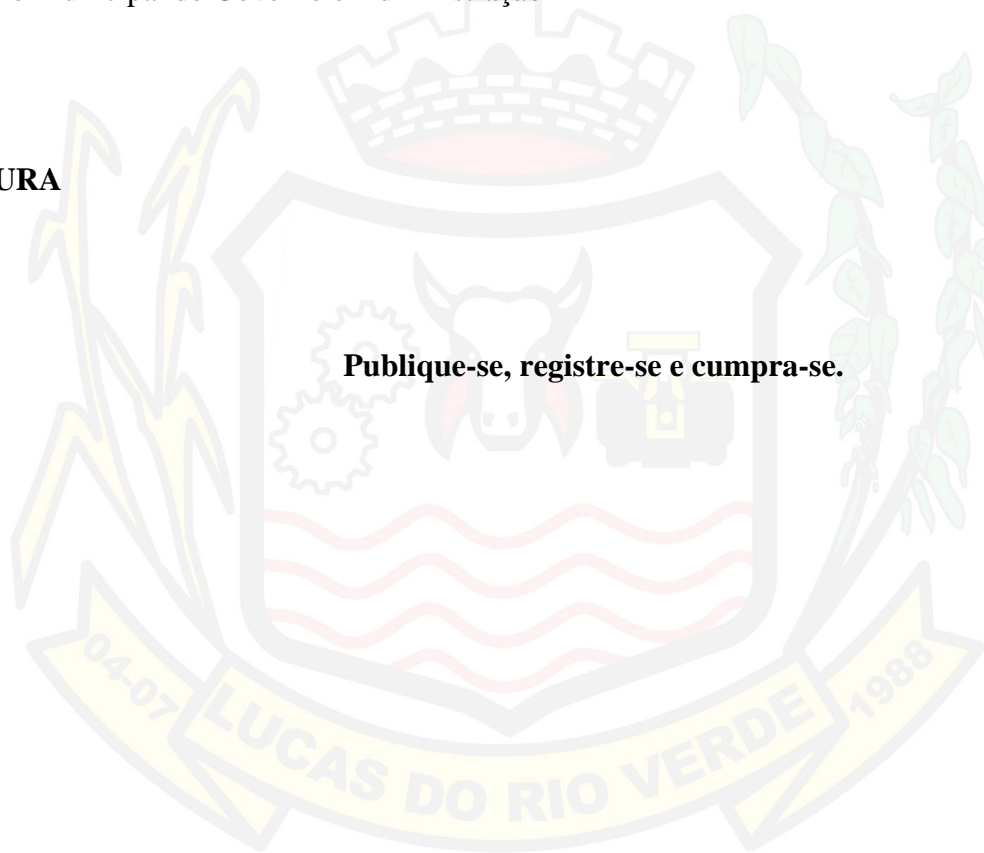 URA
Publique-se, registre-se e cumpra-se.
04-07 LUCAS DO RIO VERDE 1988